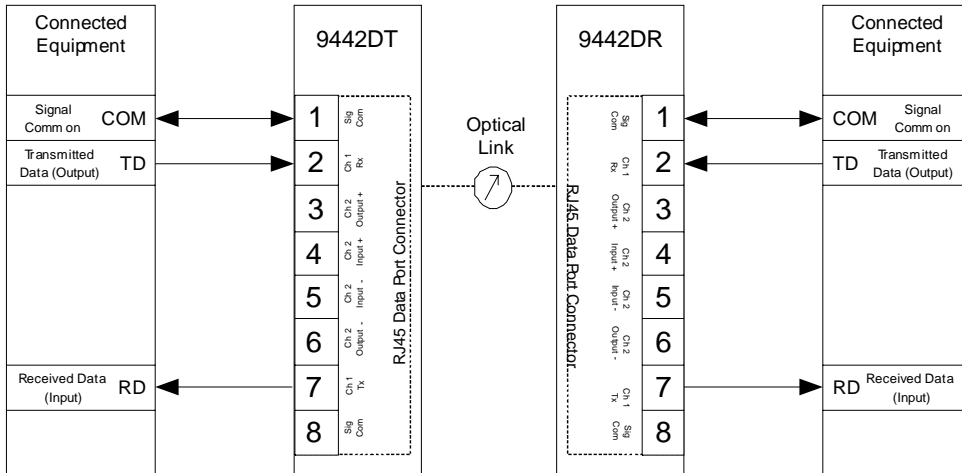 Connected
Equipment
Signal
Comm on
COM
Transmitted
Data (Output)
TD
Received Data
(Input)
RD
9442DT
1
Sig
Com
2
Ch 1
Rx
3
Ch 2
Output +
4
Ch 2
Input +
5
Ch 2
Input -
6
Ch 2
Output -
7
Ch 1
Tx
8
Sig
Com
RJ45 Data Port Connector
Optical
Link
9442DR
RJ45 Data Port Connector
Sig
Com
1
Ch 1
Rx
2
Ch 2
Output +
3
Ch 2
Input +
4
Ch 2
Input -
5
Ch 2
Output -
6
Ch 1
Tx
7
Sig
Com
8
Connected
Equipment
COM
Signal
Comm on
TD
Transmitted
Data (Output)
RD
Received Data
(Input)